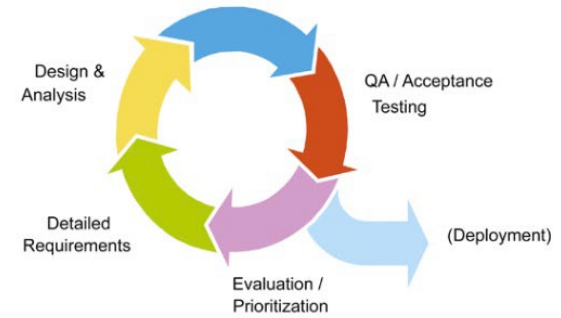 Design &
Analysis
QA / Acceptance
Testing
Detailed
Requirements
(Deployment)
Evaluation /
Prioritization